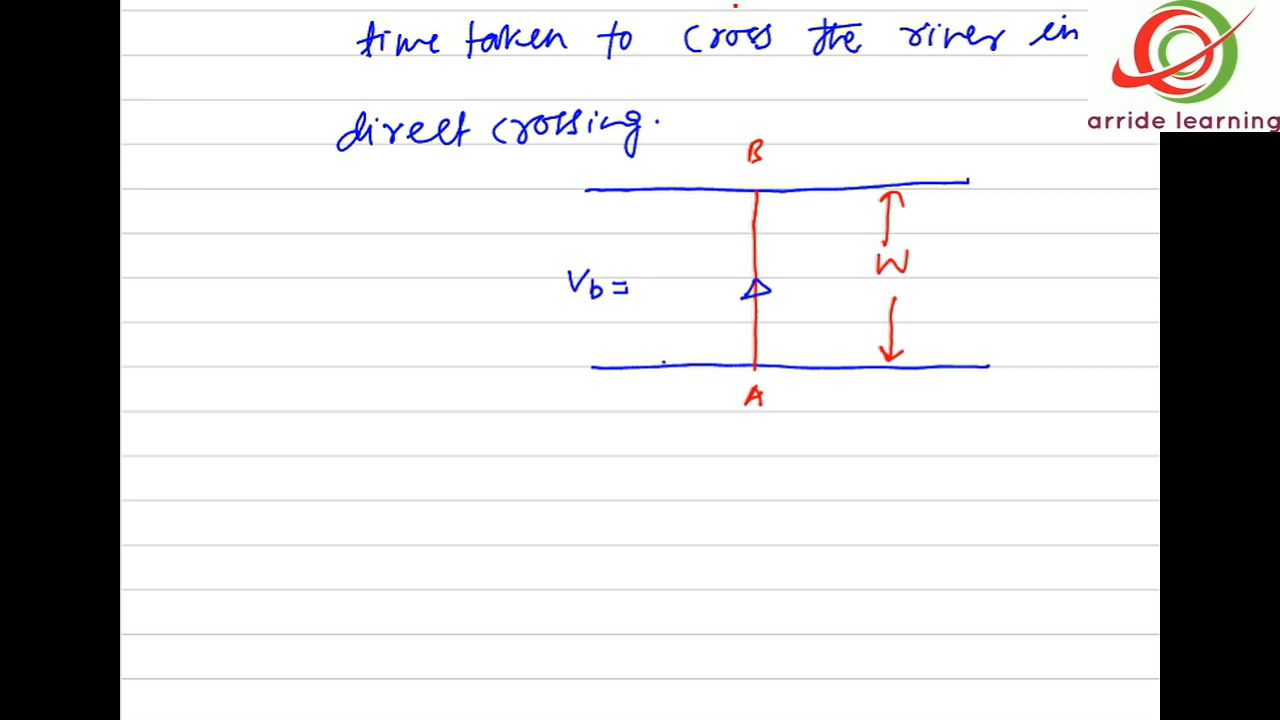 time taken to cross the river in
arride learning
direct crossing.
B
W
Vb =
A